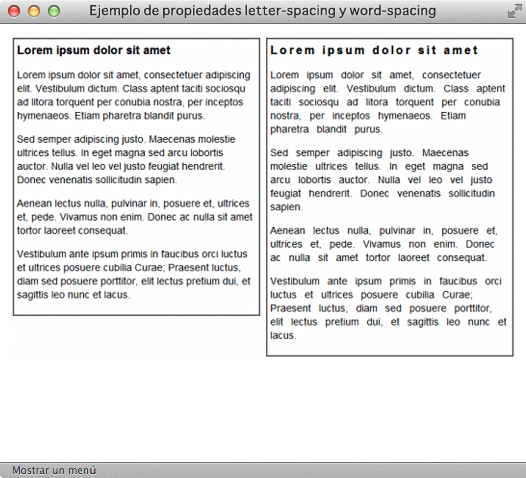 Ejemplo de propiedades letter-spacing y word-spacing
Lorem ipsum dolor sit amet
Lorem ipsum dolor sit amet, consectetuer adipiscing
elit. Vestibulum dictum. Class aptent taciti sociosqu
ad litora torquent per conubia nostra, per inceptos
hymenaeos. Etiam pharetra blandit purus.
Sed semper adipiscing justo. Maecenas molestie
ultrices tellus. In eget magna sed arcu lobortis
auctor. Nulla vel leo vel justo feugiat hendrerit.
Donec venenatis sollicitudin sapien.
Aenean lectus nulla, pulvinar in, posuere et, ultrices
et, pede. Vivamus non enim. Donec ac nulla sit amet
tortor laoreet consequat.
Vestibulum ante ipsum primis in faucibus orci luctus
et ultrices posuere cubilia Curae; Praesent luctus,
diam sed posuere porttitor, elit lectus pretium dui, et
sagittis leo nunc et lacus.
Lorem ipsum dolor sit amet
Lorem ipsum dolor sit amet, consectetuer
adipiscing elit. Vestibulum dictum. Class aptent
taciti sociosqu ad litora torquent per conubia
nostra, per inceptos hymenaeos. Etiam
pharetra blandit purus.
Sed semper adipiscing justo. Maecenas
molestie ultrices tellus. In eget magna sed
arcu lobortis auctor. Nulla vel leo vel justo
feugiat hendrerit. Donec venenatis sollicitudin
sapien.
Aenean lectus nulla, pulvinar in, posuere et,
ultrices et, pede. Vivamus non enim. Donec
ac nulla sit amet tortor laoreet consequat.
Vestibulum ante ipsum primis in faucibus orci
luctus et ultrices posuere cubilia Curae;
Praesent luctus, diam sed posuere porttitor,
elit lectus pretium dui, et sagittis leo nunc et
lacus.
Mostrar un menú